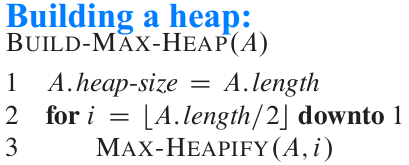 Building a heap:
BUILD-MAX-HEAP(A)
1 A.heap-size = A.length
2 for i = ⌊A.length/2⌋ downto 1
3 MAX-HEAPIFY(A, i)